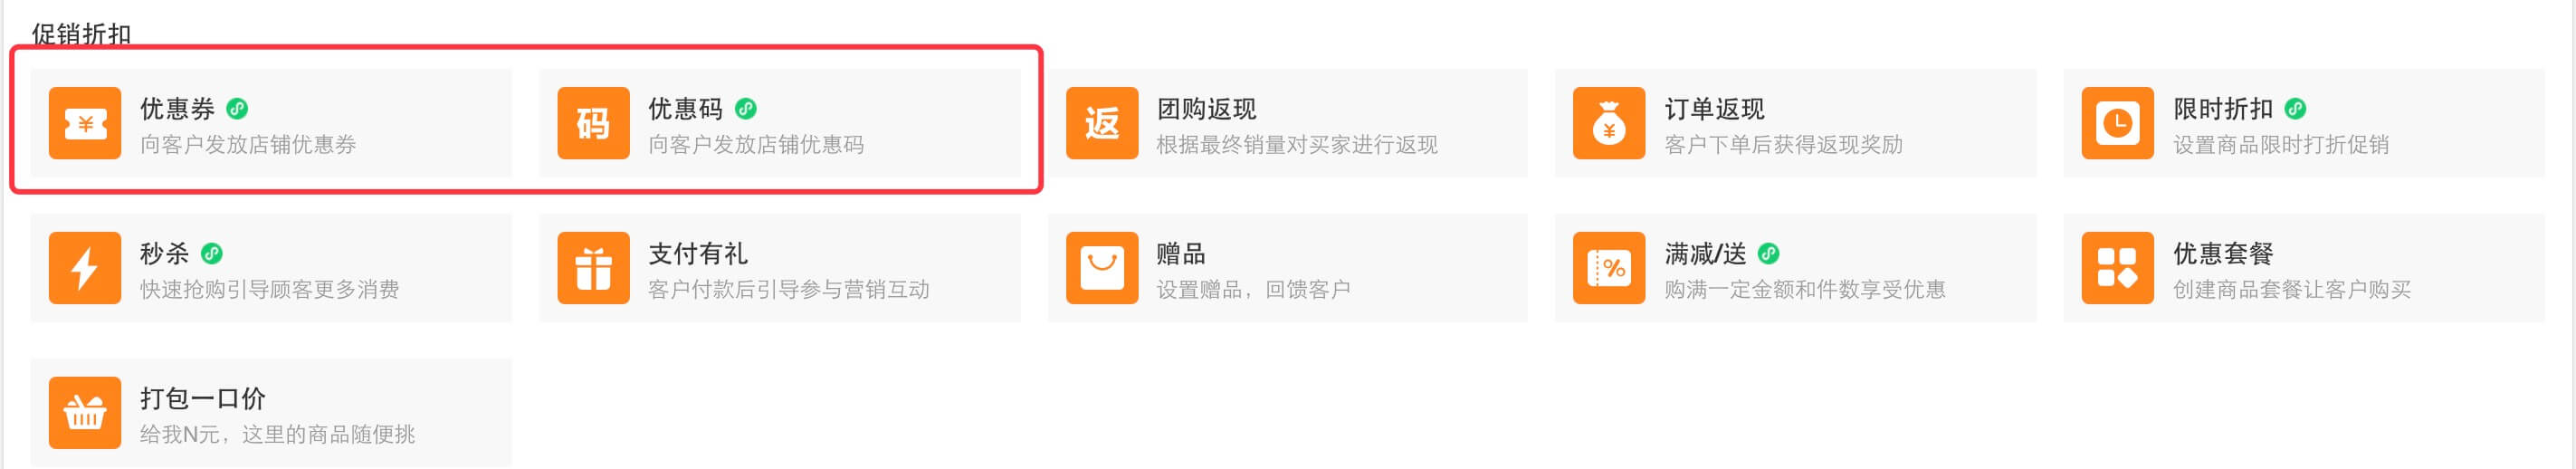 促销折扣
优惠券
向客户发放店铺优惠券
码
优惠码
向客户发放店铺优惠码
返
团购返现
根据最终销量对买家进行返现
¥
订单返现
客户下单后获得返现奖励
限时折扣
设置商品限时打折促销
秒杀
快速抢购引导顾客更多消费
支付有礼
客户付款后引导参与营销互动
赠品
设置赠品，回馈客户
%
满减/送
购满一定金额和件数享受优惠
优惠套餐
创建商品套餐让客户购买
打包一口价
给我N元，这里的商品随便挑